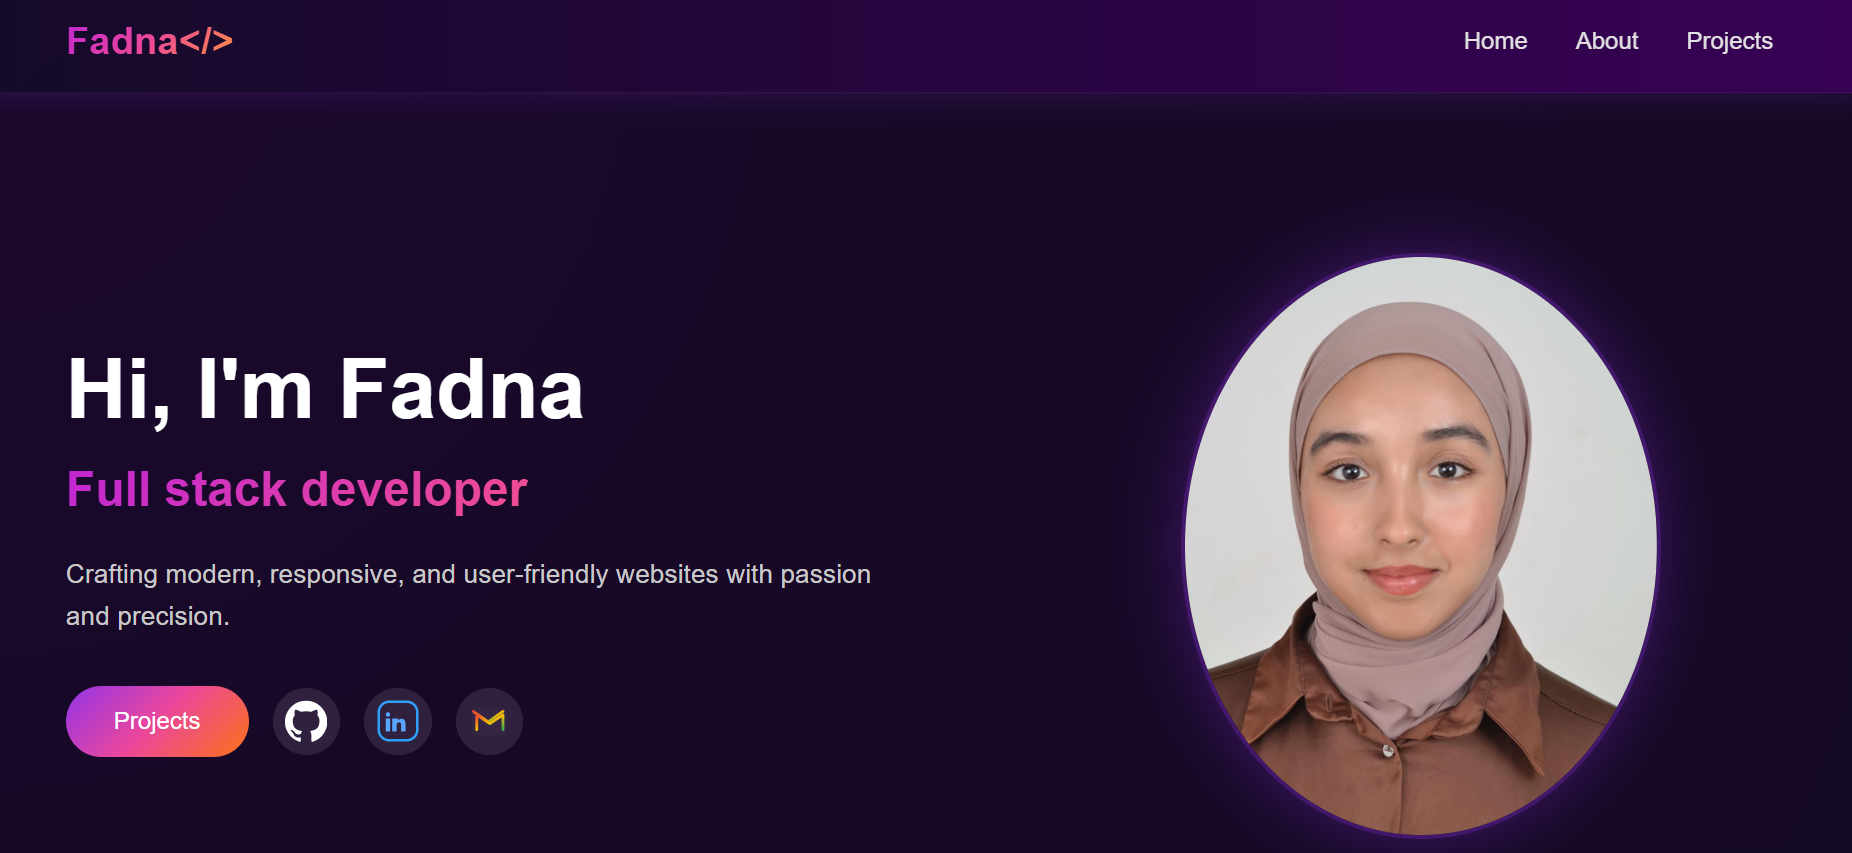 Fadna</>
Home About Projects
Hi, I'm Fadna
Full stack developer
Crafting modern, responsive, and user-friendly websites with passion
and precision.
Projects
in